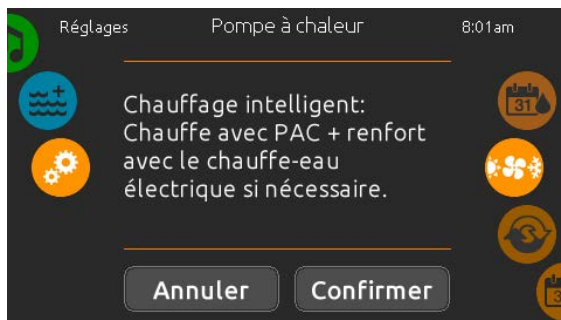 Réglages Pompe à chaleur 8:01am
Chauffage intelligent:
Chauffe avec PAC + renfort
avec le chauffe-eau
électrique si nécessaire.
31
Annuler Confirmer